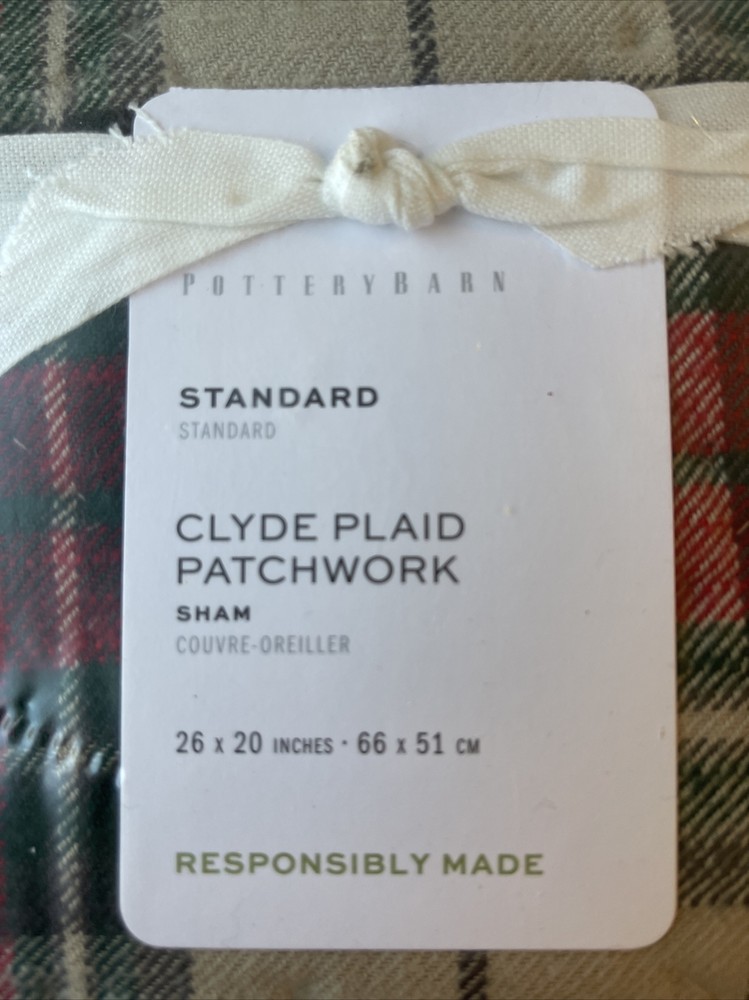 POTTERYBARN
STANDARD
STANDARD
CLYDE PLAID
PATCHWORK
SHAM
COUVRE-OREILLER
26 X 20 INCHES · 66 X 51 CM
RESPONSIBLY MADE